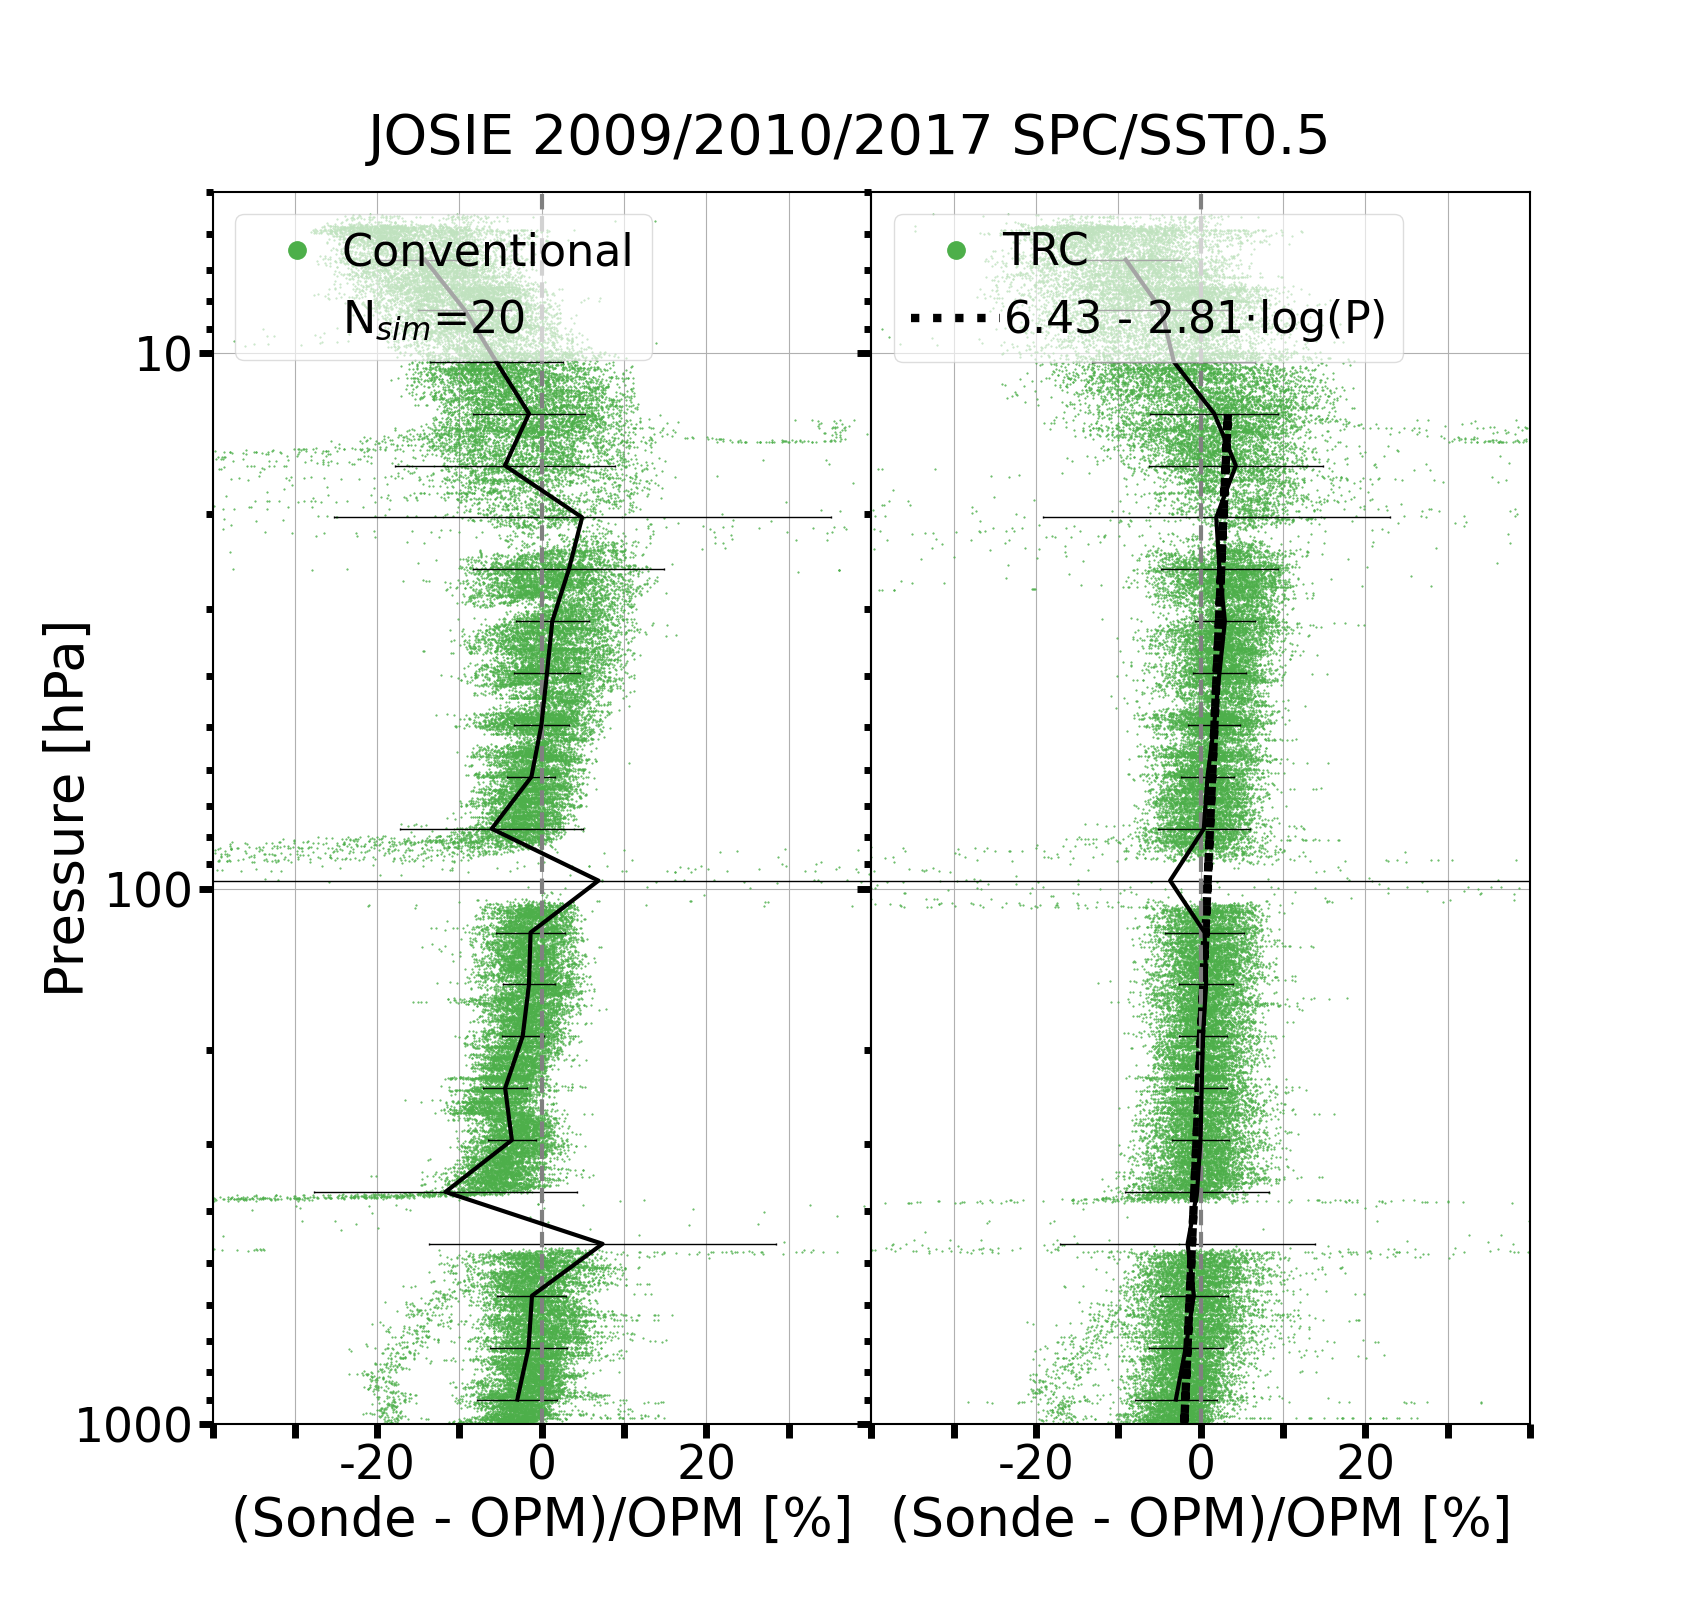 JOSIE 2009/2010/2017 SPC/SST0.5
Conventional
Nsim=20
TRC
6.43 - 2.81·log(P)
Pressure [hPa]
10
100
1000
-20 0 20
-20 0 20
(Sonde - OPM)/OPM [%]
(Sonde - OPM)/OPM [%]